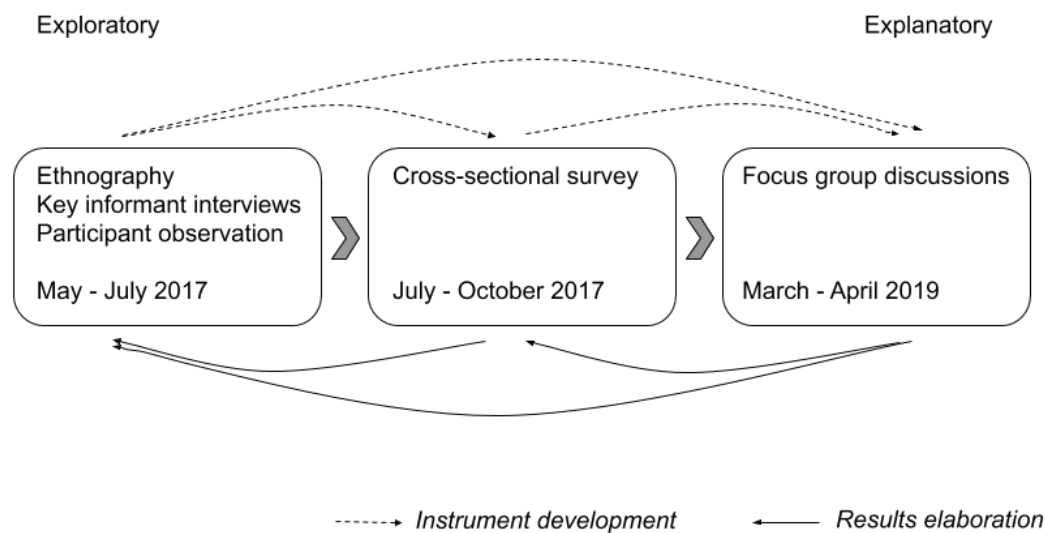 Exploratory
Explanatory
Ethnography
Key informant interviews
Participant observation
May - July 2017
Cross-sectional survey
July - October 2017
Focus group discussions
March - April 2019
Instrument development
Results elaboration